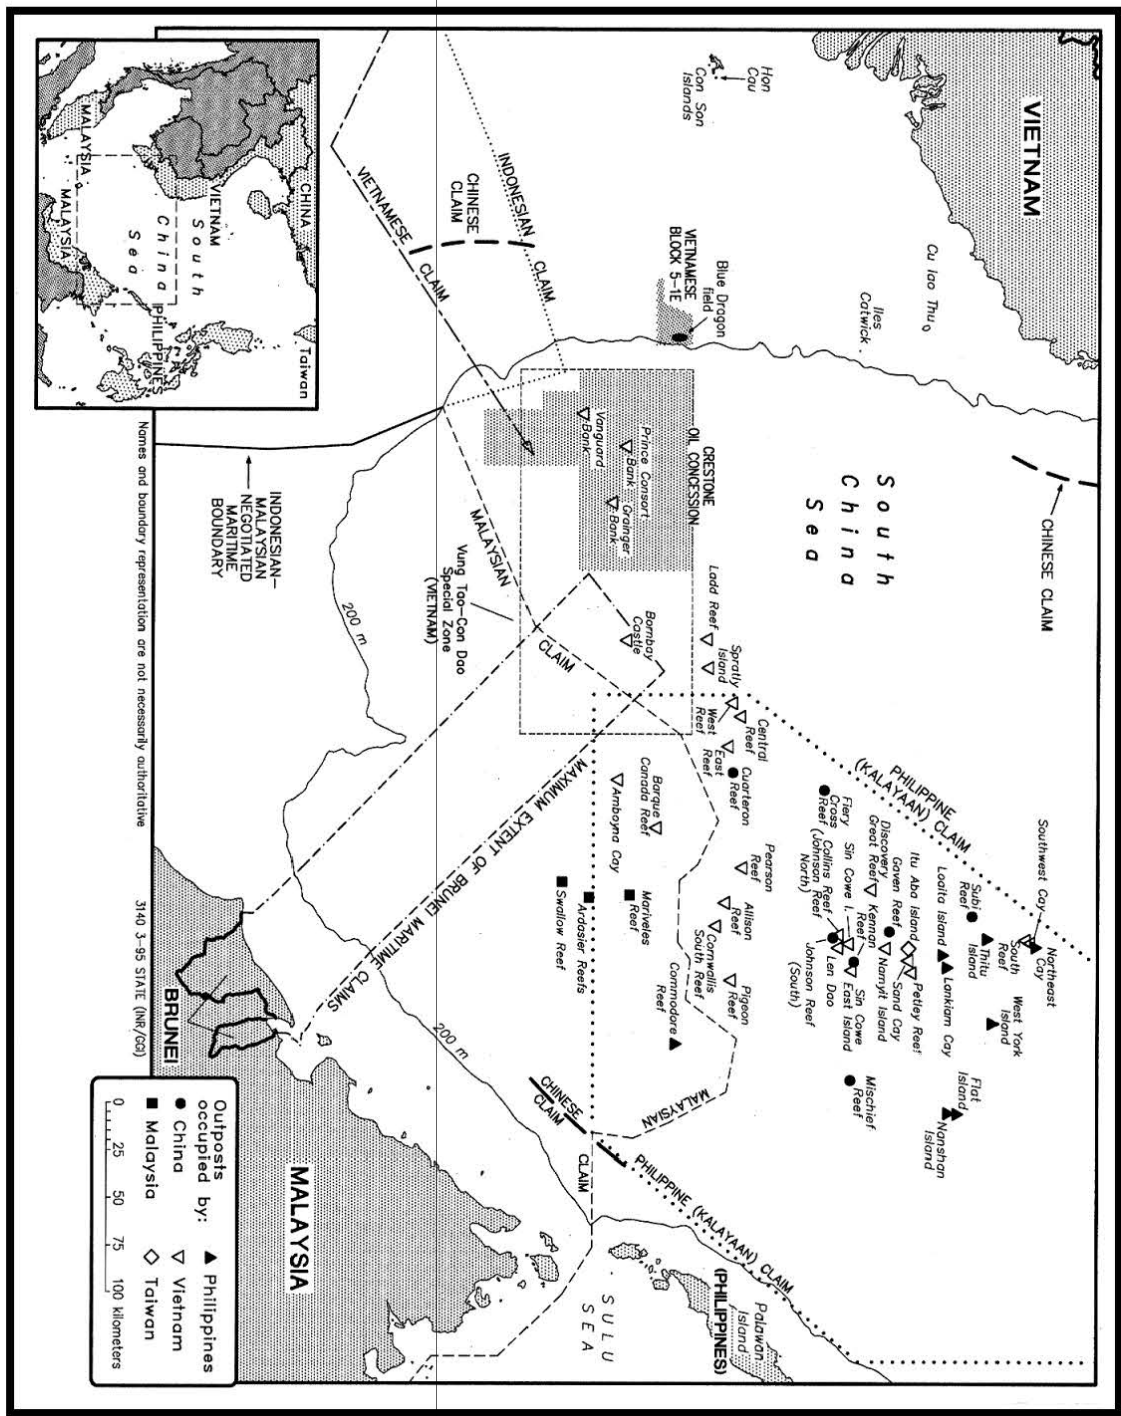 VIETNAM
Hon
Cau
Con Son
Islands
Cu lao Thu
Iles
Catwick
CHINESE CLAIM
South
China
Sea
INDONESIAN
CLAIM
CHINESE
CLAIM
VIETNAMESE
CLAIM
Blue Dragon
field
VIETNAMESE
BLOCK 5-1E
CRESTONE
OIL CONCESSION
Prince Consort
Bank
Vanguard
Bank
Grainger
Bank
MALAYSIAN
CLAIM
Vung Tao-Con Dao
Special Zone
(VIETNAM)
INDONESIAN-
MALAYSIAN
NEGOTIATED
MARITIME
BOUNDARY
200 m
Bombay
Castle
Ladd Reef
Spratly
Island
West
Reef
Central
Reef
East
Reef
Cuarteron
Reef
PHILIPPINE
(KALAYAAN) CLAIM
Southwest Cay
Northeast
Cay
South
Reef
Subi
Reef
Thitu
Island
West York
Island
Loaita Island
Lankiam Cay
Flat
Island
Nanshan
Island
Itu Aba Island
Petley Reef
Sand Cay
Gaven
Reef
Namyit Island
Discovery
Great Reef
Kennan
Reef
Sin Cowe I.
Sin Cowe
East Island
Fiery
Cross
Reef
Collins Reef
(Johnson Reef
North)
Len Dao
Johnson Reef
(South)
Mischief
Reef
Pearson
Reef
Allison
Reef
Cornwallis
South Reef
Pigeon
Reef
Commodore
Reef
Barque
Canada Reef
Amboyna Cay
Mariveles
Reef
Ardasier Reefs
Swallow Reef
MAXIMUM EXTENT OF BRUNEI MARITIME CLAIMS
200 m
CHINESE
CLAIM
MALAYSIAN
CLAIM
PHILIPPINE (KALAYAAN) CLAIM
Palawan
Island
(PHILIPPINES)
SULU
SEA
BRUNEI
MALAYSIA
Outposts
occupied by:
Philippines
China
Vietnam
Malaysia
Taiwan
0 25 50 75 100 kilometers
CHINA
Taiwan
VIETNAM
South
China
Sea
PHILIPPINES
MALAYSIA
MALAYSIA
Names and boundary representation are not necessarily authoritative
3140 3-95 STATE (INR/GGI)